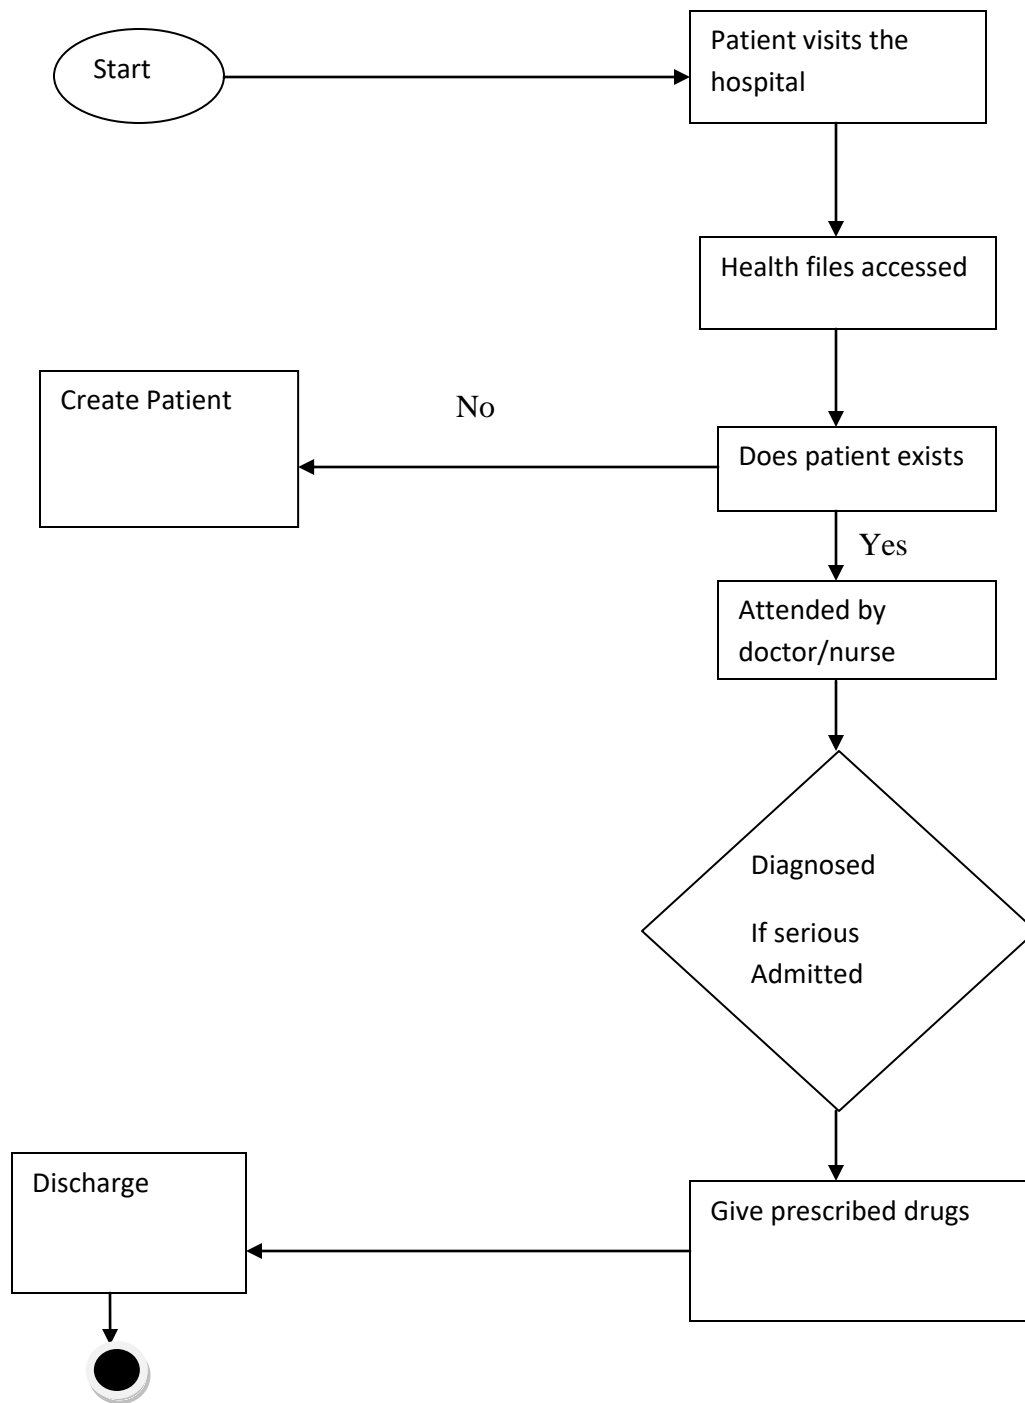 Start
Patient visits the
hospital
Health files accessed
Create Patient
No
Does patient exists
Yes
Attended by
doctor/nurse
Diagnosed
If serious
Admitted
Discharge
Give prescribed drugs